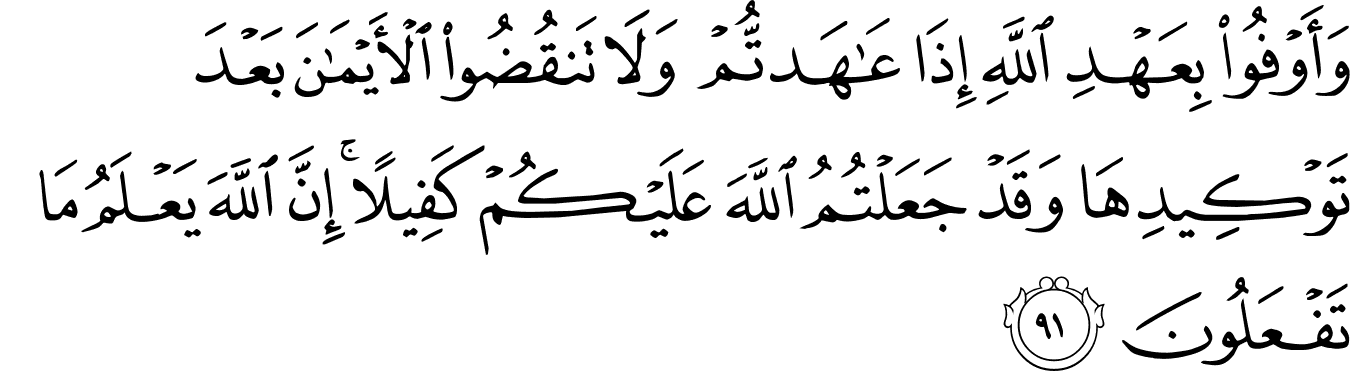 وَأَوۡفُواْ بِعَهۡدِ ٱللَّهِ إِذَا عَٰهَدتُّمۡ وَلَا تَنقُضُواْ ٱلۡأَيۡمَٰنَ بَعۡدَ
تَوۡكِيدِهَا وَقَدۡ جَعَلۡتُمُ ٱللَّهَ عَلَيۡكُمۡ كَفِيلًاۚ إِنَّ ٱللَّهَ يَعۡلَمُ مَا
تَفۡعَلُونَ ٩١